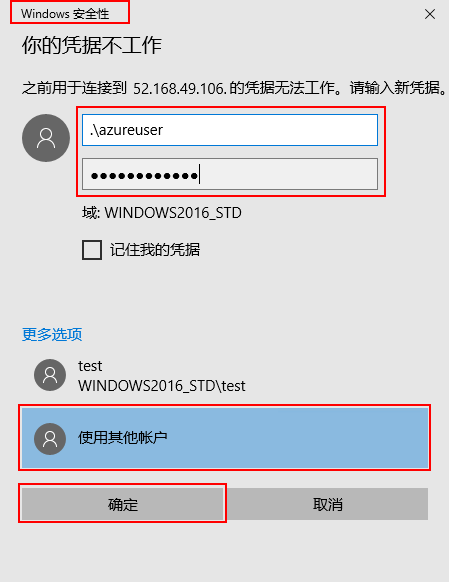 Windows 安全性
你的凭据不工作
之前用于连接到 52.168.49.106. 的凭据无法工作。请输入新凭据。
.\azureuser
●●●●●●●●●●●●
域: WINDOWS2016_STD
记住我的凭据
更多选项
test
WINDOWS2016_STD\test
使用其他帐户
确定
取消